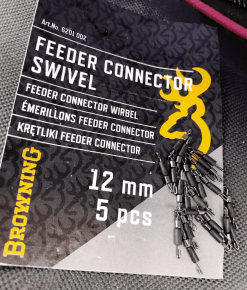 Art.No. 6201 002
FEEDER CONNECTOR
SWIVEL
FEEDER CONNECTOR WIRBEL
ÉMERILLONS FEEDER CONNECTOR
KRĘTLIKI FEEDER CONNECTOR
12 mm
5 pcs
BROWNING